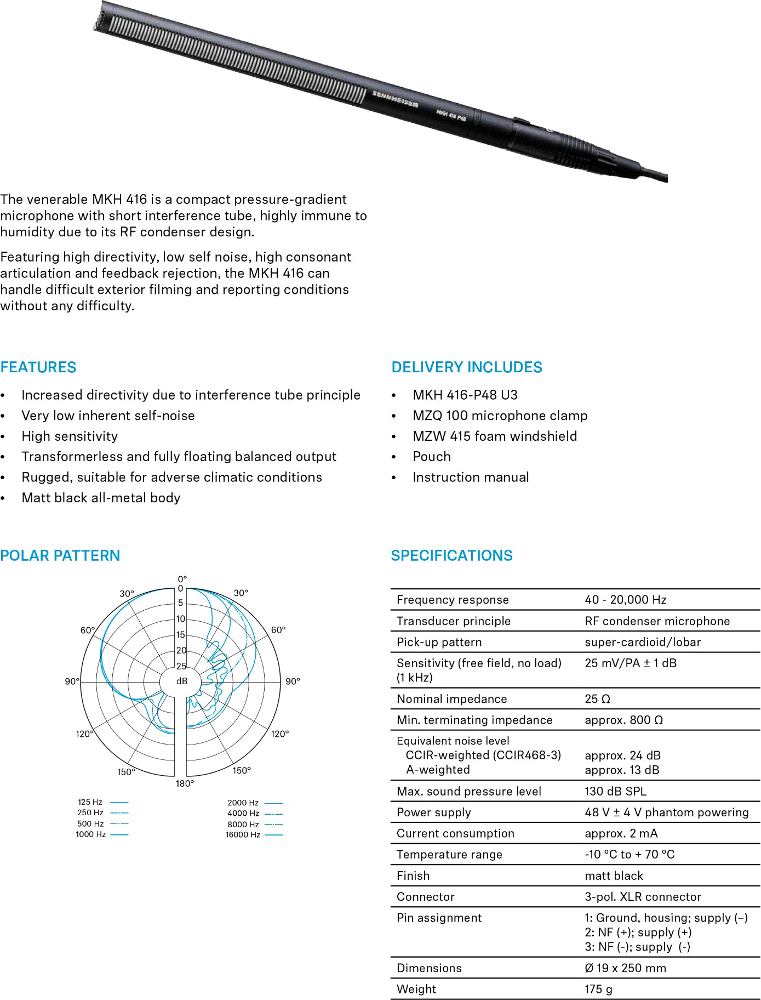 SENNHEISER
MKH 416 P48
The venerable MKH 416 is a compact pressure-gradient
microphone with short interference tube, highly immune to
humidity due to its RF condenser design.
Featuring high directivity, low self noise, high consonant
articulation and feedback rejection, the MKH 416 can
handle difficult exterior filming and reporting conditions
without any difficulty.
FEATURES
• Increased directivity due to interference tube principle
• Very low inherent self-noise
• High sensitivity
• Transformerless and fully floating balanced output
• Rugged, suitable for adverse climatic conditions
• Matt black all-metal body
DELIVERY INCLUDES
• MKH 416-P48 U3
• MZQ 100 microphone clamp
• MZW 415 foam windshield
• Pouch
• Instruction manual
POLAR PATTERN
0°
30° 0 30°
5
10
60° 15 60°
20
25
90° dB 90°
120° 120°
150° 150°
180°
125 Hz 2000 Hz
250 Hz 4000 Hz
500 Hz 8000 Hz
1000 Hz 16000 Hz
SPECIFICATIONS
Frequency response 40 - 20,000 Hz
Transducer principle RF condenser microphone
Pick-up pattern super-cardioid/lobar
Sensitivity (free field, no load) 25 mV/PA ± 1 dB
(1 kHz)
Nominal impedance 25 Ω
Min. terminating impedance approx. 800 Ω
Equivalent noise level
CCIR-weighted (CCIR468-3) approx. 24 dB
A-weighted approx. 13 dB
Max. sound pressure level 130 dB SPL
Power supply 48 V ± 4 V phantom powering
Current consumption approx. 2 mA
Temperature range -10 °C to + 70 °C
Finish matt black
Connector 3-pol. XLR connector
Pin assignment 1: Ground, housing; supply (–)
2: NF (+); supply (+)
3: NF (-); supply (-)
Dimensions Ø 19 x 250 mm
Weight 175 g